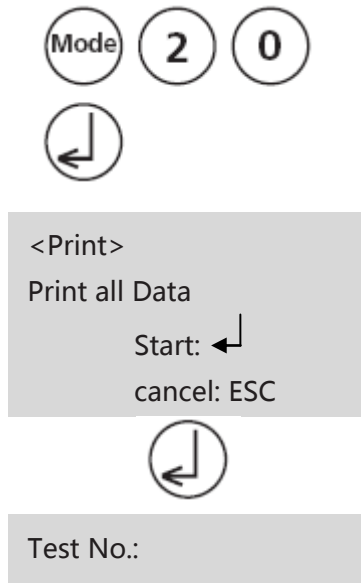 Mode 2 0
<Print>
Print all Data
Start: ↵
cancel: ESC
Test No.: